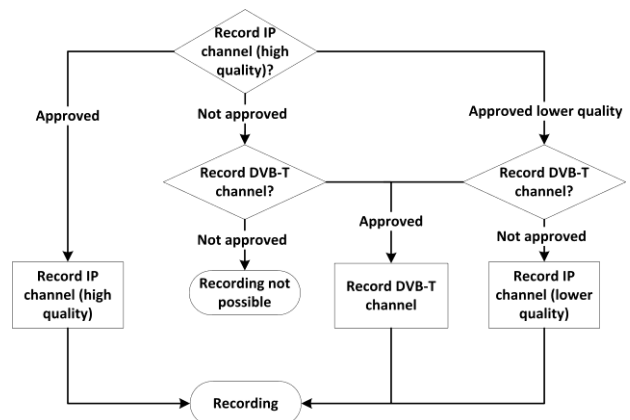 Record IP
channel (high
quality)?
Approved
Not approved
Approved lower quality
Record DVB-T
channel?
Record DVB-T
channel?
Approved
Not approved
Not approved
Record IP
channel (high
quality)
Recording not
possible
Record DVB-T
channel
Record IP
channel (lower
quality)
Recording